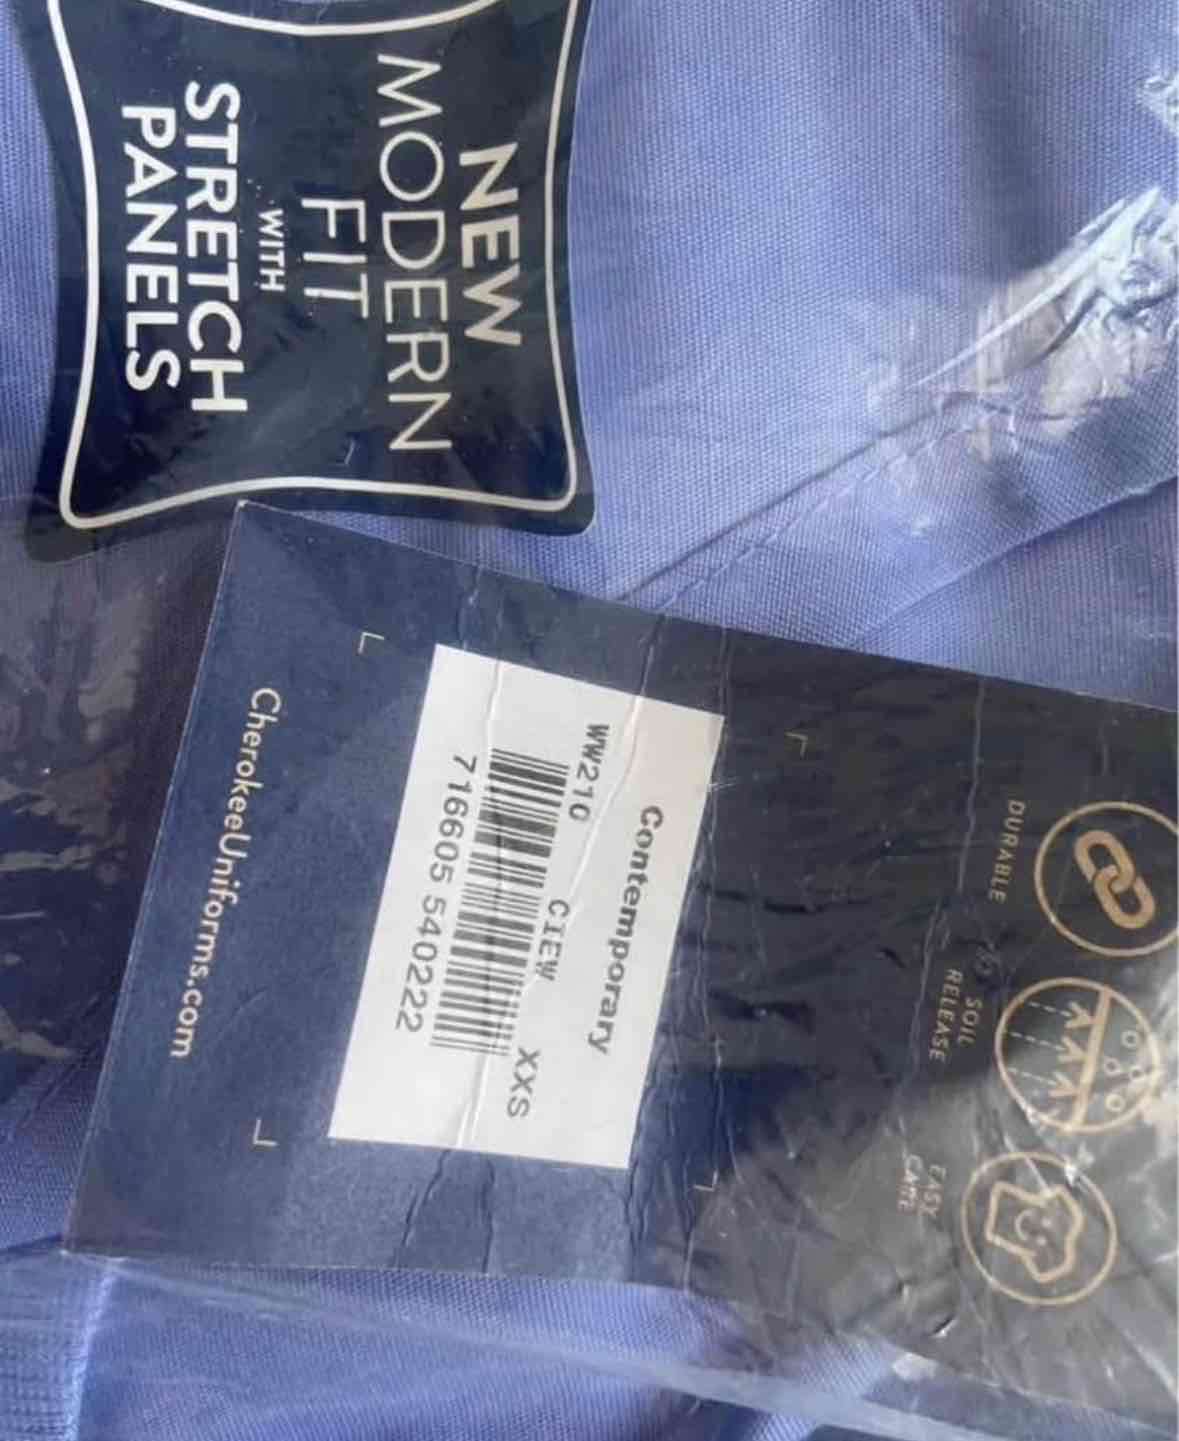 NEW
MODERN
FIT
WITH
STRETCH
PANELS
DURABLE
SOIL
RELEASE
EASY
CARE
Contemporary
WW210 CIEW XXS
716605 540222
CherokeeUniforms.com